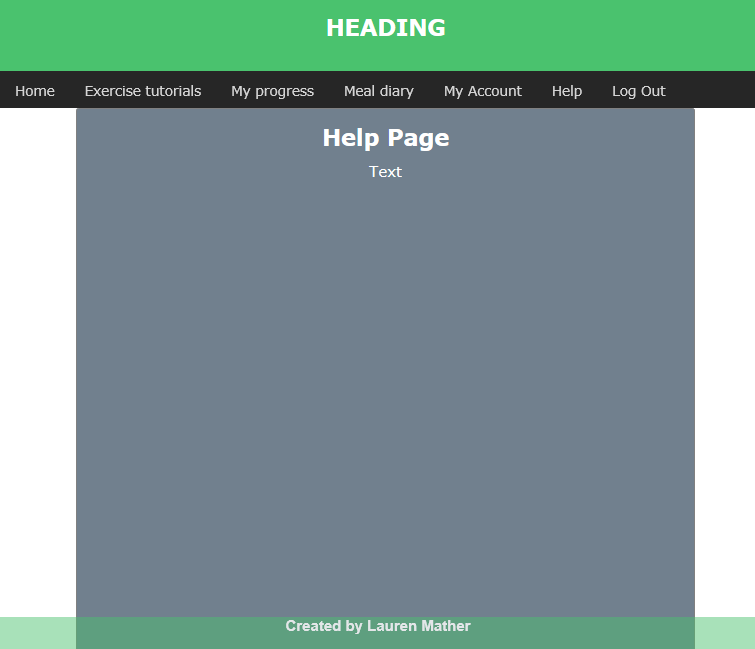 HEADING
Home Exercise tutorials My progress Meal diary My Account Help Log Out
Help Page
Text
Created by Lauren Mather